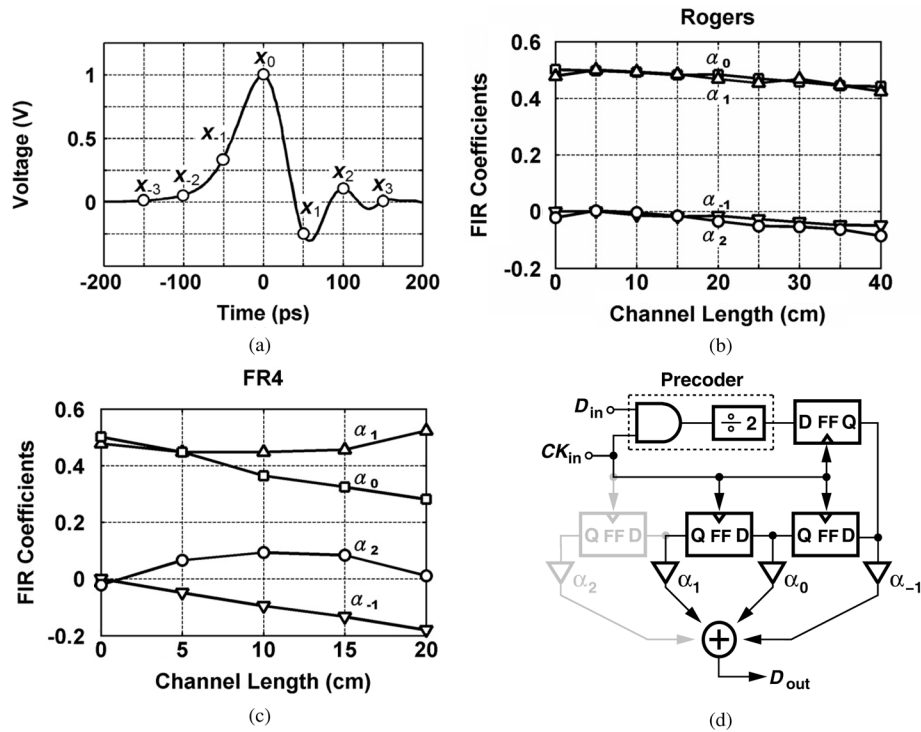 x0
1
x-1
0.5
x-3
x-2
x2
x3
0
x1
Voltage (V)
-200
-100
0
100
200
Time (ps)
(a)
Rogers
0.6
α0
0.4
α1
FIR Coefficients
0.2
α-1
0
α2
-0.2
0
10
20
30
40
Channel Length (cm)
(b)
FR4
0.6
α1
0.4
α0
FIR Coefficients
0.2
α2
0
α-1
-0.2
0
5
10
15
20
Channel Length (cm)
(c)
Precoder
Din
÷ 2
D FF Q
CKin
Q FF D
Q FF D
Q FF D
α2
α1
α0
α−1
+
Dout
(d)